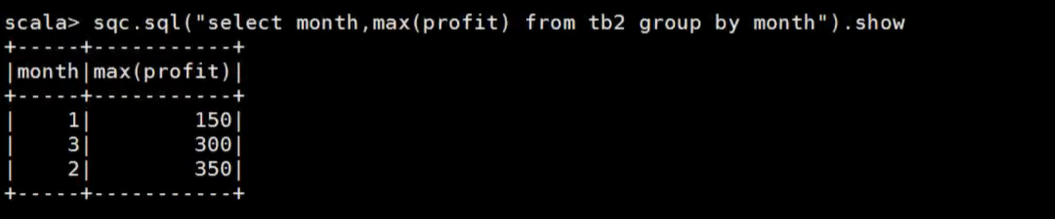 scala> sqc.sql("select month,max(profit) from tb2 group by month").show
+-----+-----------+
|month|max(profit)|
+-----+-----------+
|    1|        150|
|    3|        300|
|    2|        350|
+-----+-----------+